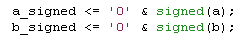 a_signed <= '0' & signed(a);
b_signed <= '0' & signed(b);